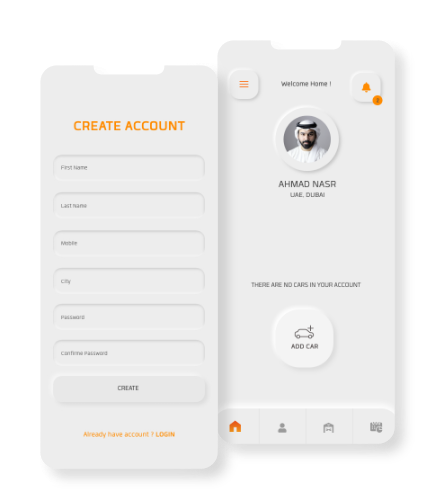 CREATE ACCOUNT
First Name
Last Name
Mobile
City
Password
Confirme Password
CREATE
Already have account ? LOGIN
Welcome Home !
AHMAD NASR
UAE, DUBAI
THERE ARE NO CARS IN YOUR ACCOUNT
ADD CAR